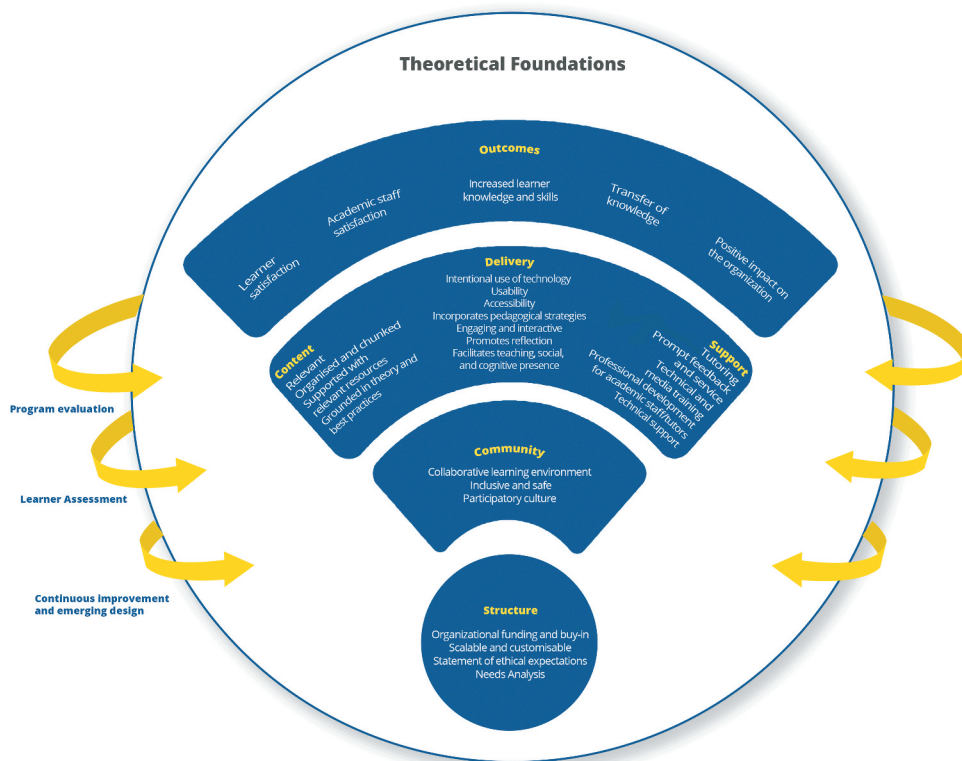 Theoretical Foundations
Outcomes
Learner
satisfaction
Academic staff
satisfaction
Increased learner
knowledge and skills
Transfer of
knowledge
Positive impact on
the organization
Content
Relevant
Organised and chunked
Supported with
relevant resources
Grounded in theory and
best practices
Delivery
Intentional use of technology
Usability
Accessibility
Incorporates pedagogical strategies
Engaging and interactive
Promotes reflection
Facilitates teaching, social,
and cognitive presence
Support
Tutoring
Prompt feedback
and service
Technical and
media training
Professional development
for academic staff/tutors
Technical support
Program evaluation
Community
Collaborative learning environment
Inclusive and safe
Participatory culture
Learner Assessment
Continuous improvement
and emerging design
Structure
Organizational funding and buy-in
Scalable and customisable
Statement of ethical expectations
Needs Analysis